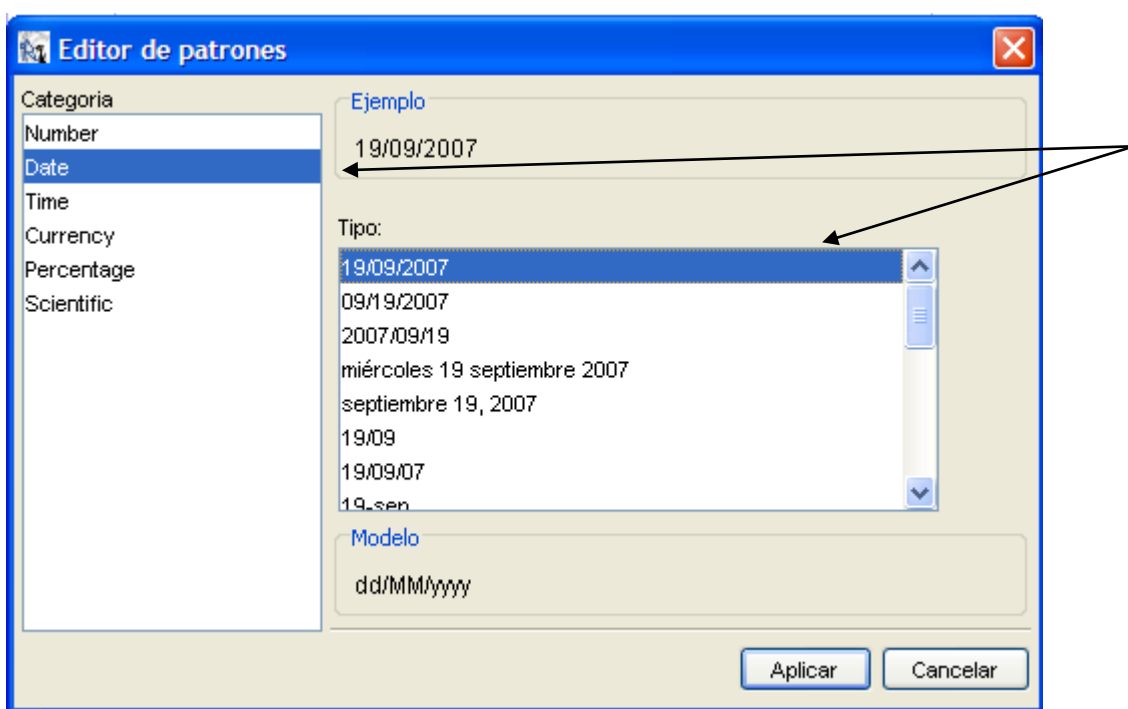 Editor de patrones
Categoria
Number
Date
Time
Currency
Percentage
Scientific
Ejemplo
19/09/2007
Tipo:
19/09/2007
09/19/2007
2007/09/19
miércoles 19 septiembre 2007
septiembre 19, 2007
19/09
19/09/07
19-sep
Modelo
dd/MM/yyyy
Aplicar
Cancelar